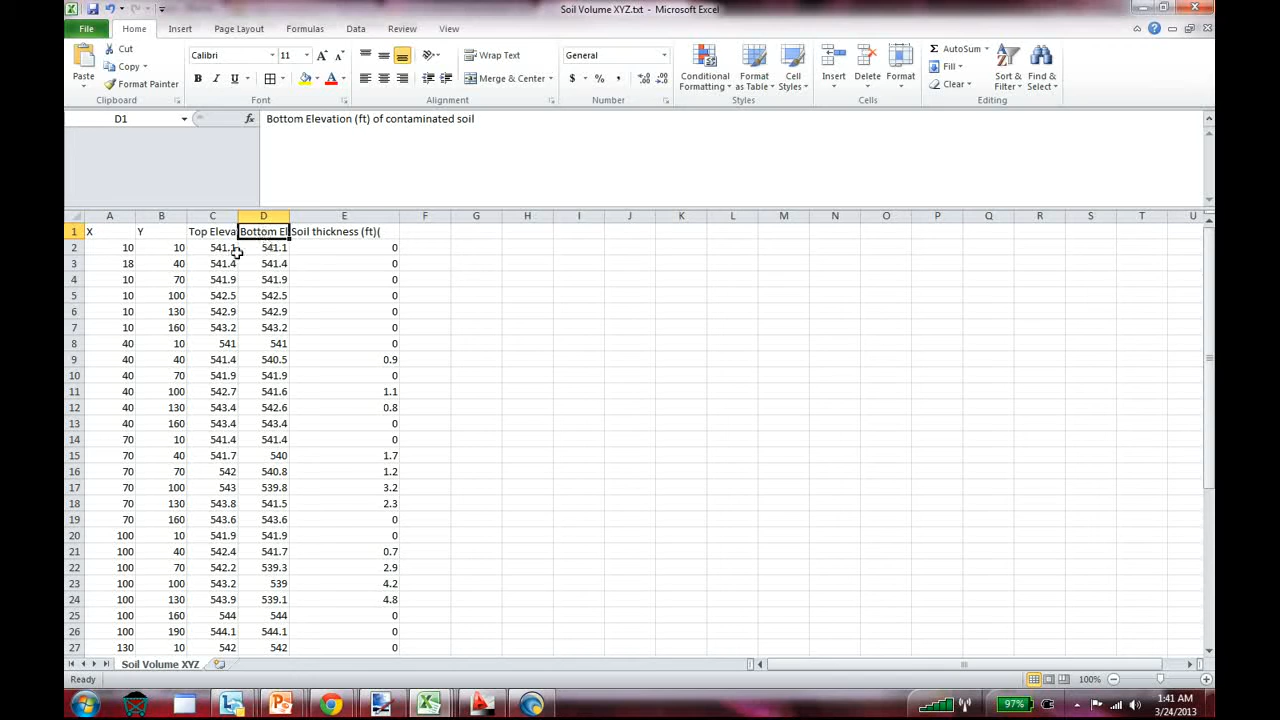 Soil Volume XYZ.txt - Microsoft Excel
File Home Insert Page Layout Formulas Data Review View
Paste Cut Copy Format Painter Clipboard
Calibri 11 B I U A A A Font
Wrap Text Merge & Center Alignment
General $ % , Number
Conditional Formatting Format as Table Cell Styles Styles
Insert Delete Format Cells
AutoSum Fill Clear Sort & Filter Find & Select Editing
D1 fx Bottom Elevation (ft) of contaminated soil
A B C D E F G H I J K L M N O P Q R S T U
1 X Y Top Eleva Bottom El Soil thickness (ft)(
2 10 10 541.1 541.1 0
3 18 40 541.4 541.4 0
4 10 70 541.9 541.9 0
5 10 100 542.5 542.5 0
6 10 130 542.9 542.9 0
7 10 160 543.2 543.2 0
8 40 10 541 541 0
9 40 40 541.4 540.5 0.9
10 40 70 541.9 541.9 0
11 40 100 542.7 541.6 1.1
12 40 130 543.4 542.6 0.8
13 40 160 543.4 543.4 0
14 70 10 541.4 541.4 0
15 70 40 541.7 540 1.7
16 70 70 542 540.8 1.2
17 70 100 543 539.8 3.2
18 70 130 543.8 541.5 2.3
19 70 160 543.6 543.6 0
20 100 10 541.9 541.9 0
21 100 40 542.4 541.7 0.7
22 100 70 542.2 539.3 2.9
23 100 100 543.2 539 4.2
24 100 130 543.9 539.1 4.8
25 100 160 544 544 0
26 100 190 544.1 544.1 0
27 130 10 542 542 0
Soil Volume XYZ
Ready 100%
97% 1:41 AM
3/24/2013